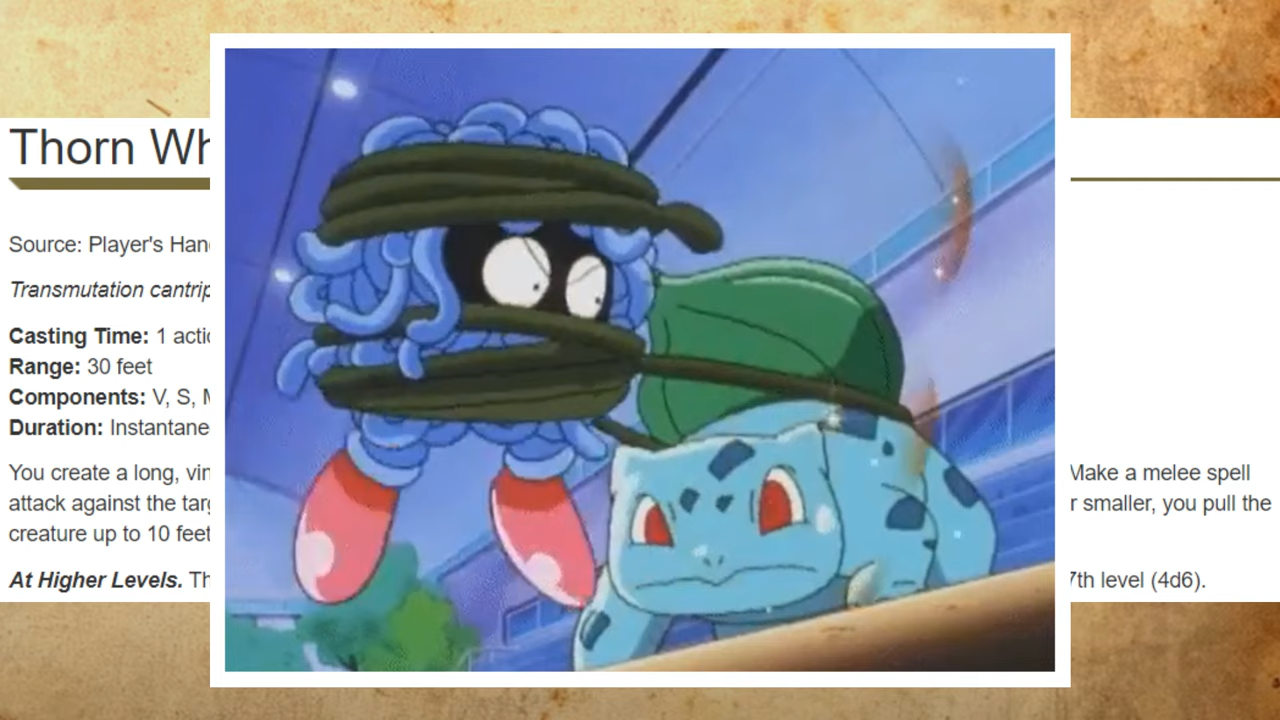 Thorn Wh
Source: Player's Han
Transmutation cantrip
Casting Time: 1 actio
Range: 30 feet
Components: V, S, M
Duration: Instantane
You create a long, vin Make a melee spell
attack against the targ r smaller, you pull the
creature up to 10 feet
At Higher Levels. Th 7th level (4d6).